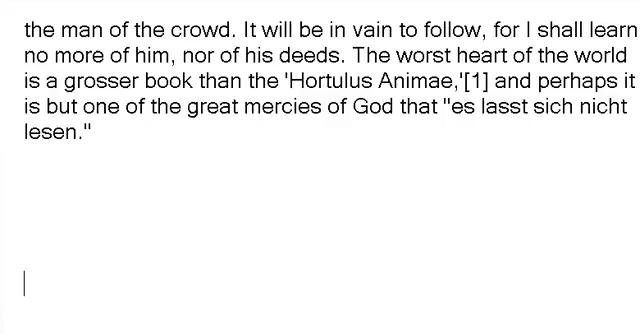 the man of the crowd. It will be in vain to follow, for I shall learn
no more of him, nor of his deeds. The worst heart of the world
is a grosser book than the 'Hortulus Animae,'[1] and perhaps it
is but one of the great mercies of God that "es lasst sich nicht
lesen."